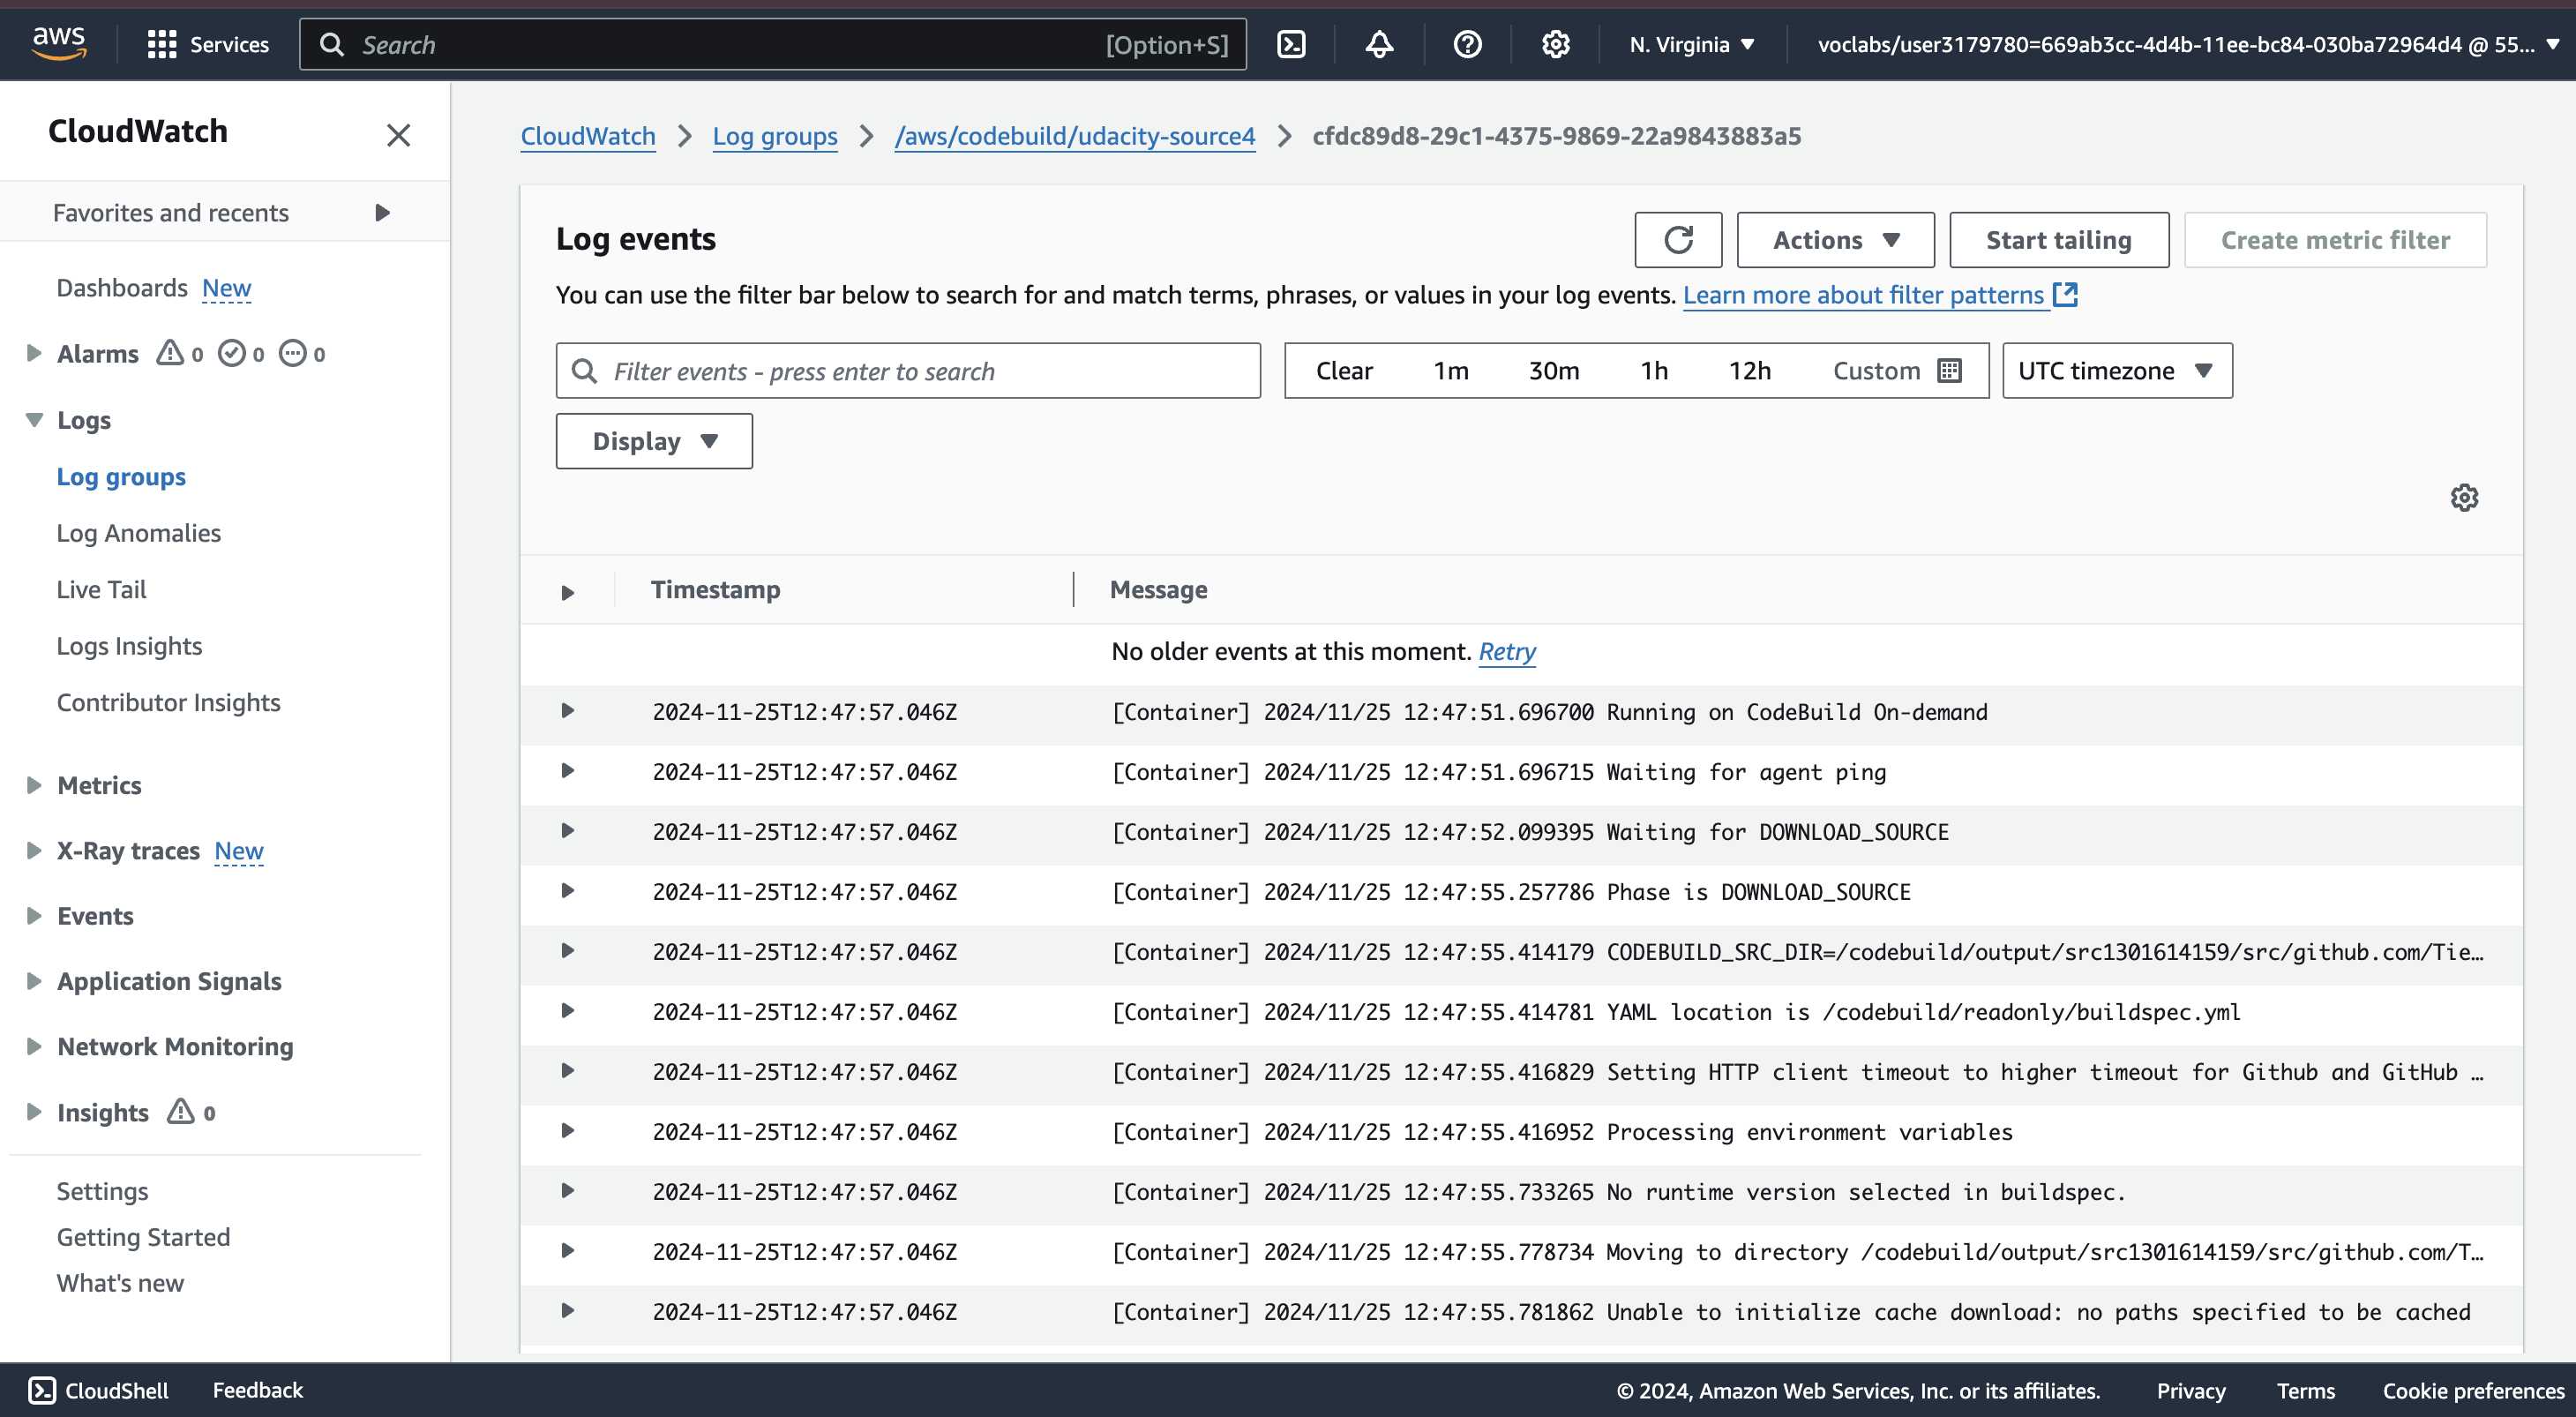 aws
Services
Search
[Option+S]
N. Virginia
voclabs/user3179780=669ab3cc-4d4b-11ee-bc84-030ba72964d4 @ 55...
CloudWatch
Favorites and recents
Dashboards New
Alarms 0 0 0
Logs
Log groups
Log Anomalies
Live Tail
Logs Insights
Contributor Insights
Metrics
X-Ray traces New
Events
Application Signals
Network Monitoring
Insights 0
Settings
Getting Started
What's new
CloudWatch > Log groups > /aws/codebuild/udacity-source4 > cfdc89d8-29c1-4375-9869-22a9843883a5
Log events
Actions
Start tailing
Create metric filter
You can use the filter bar below to search for and match terms, phrases, or values in your log events. Learn more about filter patterns
Filter events - press enter to search
Clear 1m 30m 1h 12h Custom
UTC timezone
Display
Timestamp Message
No older events at this moment. Retry
2024-11-25T12:47:57.046Z [Container] 2024/11/25 12:47:51.696700 Running on CodeBuild On-demand
2024-11-25T12:47:57.046Z [Container] 2024/11/25 12:47:51.696715 Waiting for agent ping
2024-11-25T12:47:57.046Z [Container] 2024/11/25 12:47:52.099395 Waiting for DOWNLOAD_SOURCE
2024-11-25T12:47:57.046Z [Container] 2024/11/25 12:47:55.257786 Phase is DOWNLOAD_SOURCE
2024-11-25T12:47:57.046Z [Container] 2024/11/25 12:47:55.414179 CODEBUILD_SRC_DIR=/codebuild/output/src1301614159/src/github.com/Tie…
2024-11-25T12:47:57.046Z [Container] 2024/11/25 12:47:55.414781 YAML location is /codebuild/readonly/buildspec.yml
2024-11-25T12:47:57.046Z [Container] 2024/11/25 12:47:55.416829 Setting HTTP client timeout to higher timeout for Github and GitHub …
2024-11-25T12:47:57.046Z [Container] 2024/11/25 12:47:55.416952 Processing environment variables
2024-11-25T12:47:57.046Z [Container] 2024/11/25 12:47:55.733265 No runtime version selected in buildspec.
2024-11-25T12:47:57.046Z [Container] 2024/11/25 12:47:55.778734 Moving to directory /codebuild/output/src1301614159/src/github.com/T…
2024-11-25T12:47:57.046Z [Container] 2024/11/25 12:47:55.781862 Unable to initialize cache download: no paths specified to be cached
CloudShell
Feedback
© 2024, Amazon Web Services, Inc. or its affiliates.
Privacy
Terms
Cookie preferences